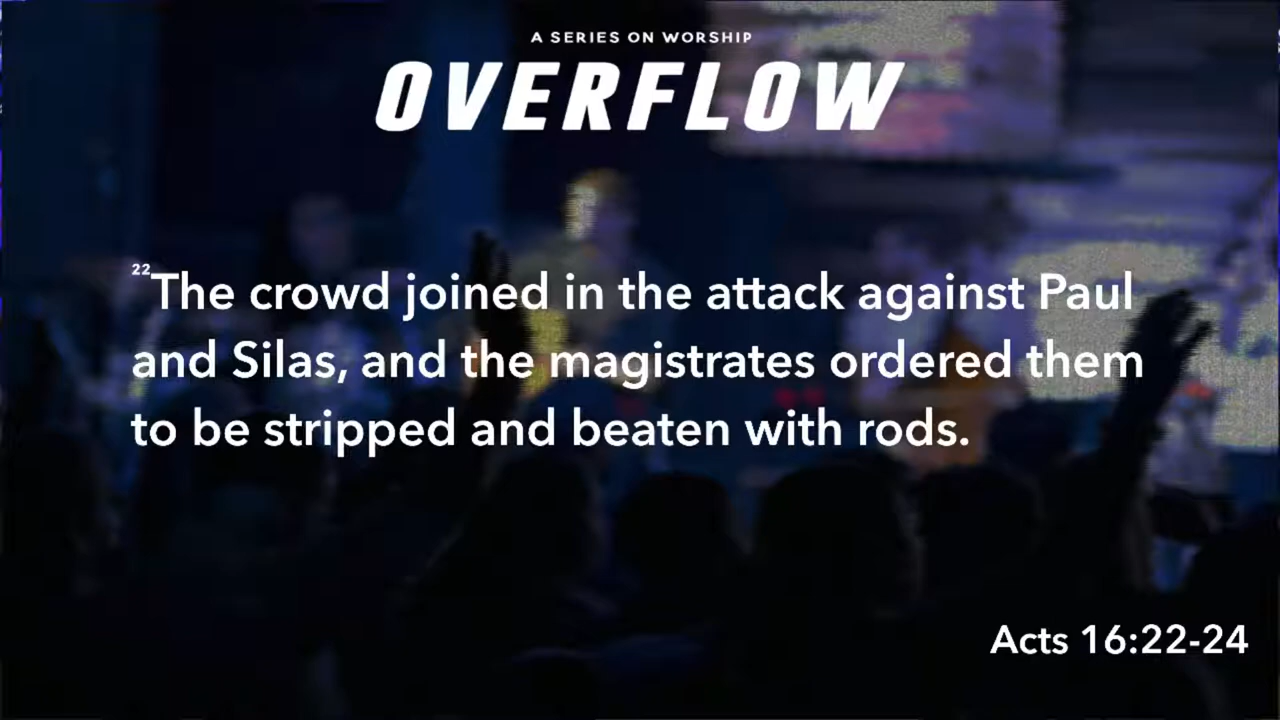 A SERIES ON WORSHIP
OVERFLOW
22The crowd joined in the attack against Paul
and Silas, and the magistrates ordered them
to be stripped and beaten with rods.
Acts 16:22-24